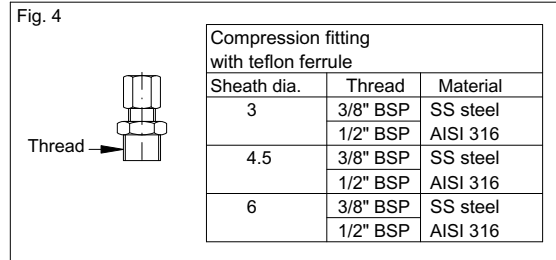 Fig. 4
Compression fitting
with teflon ferrule
Sheath dia. Thread Material
3 3/8" BSP SS steel
1/2" BSP AISI 316
Thread
4.5 3/8" BSP SS steel
1/2" BSP AISI 316
6 3/8" BSP SS steel
1/2" BSP AISI 316